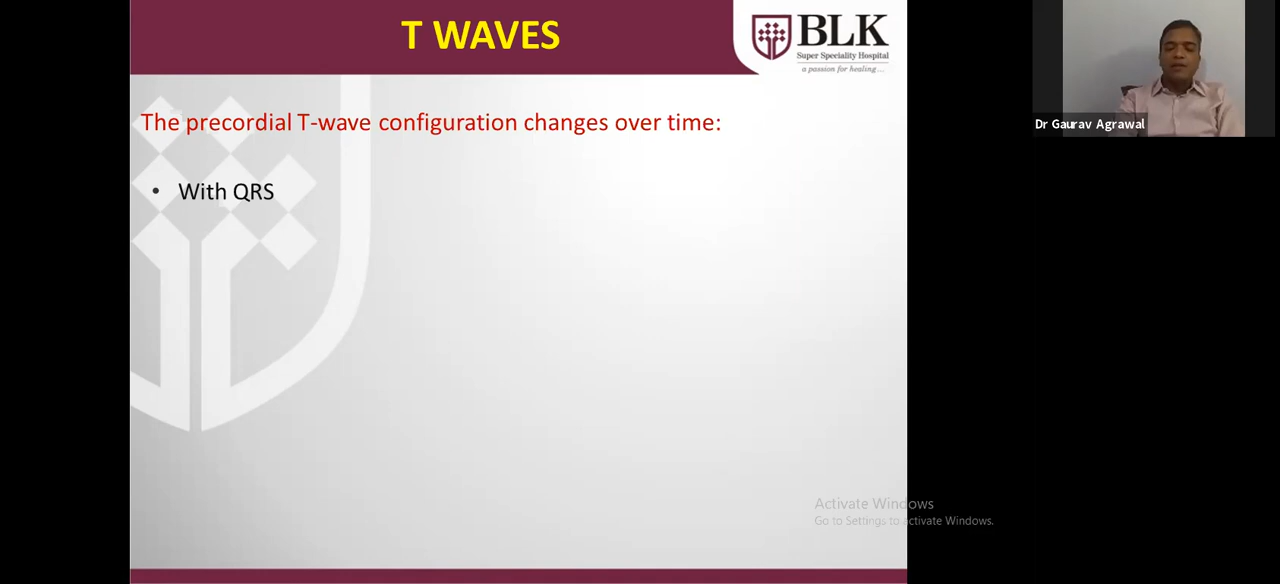 T WAVES
BLK
Super Speciality Hospital
a passion for healing...
Dr Gaurav Agrawal
The precordial T-wave configuration changes over time:
• With QRS
Activate Windows
Go to Settings to activate Windows.